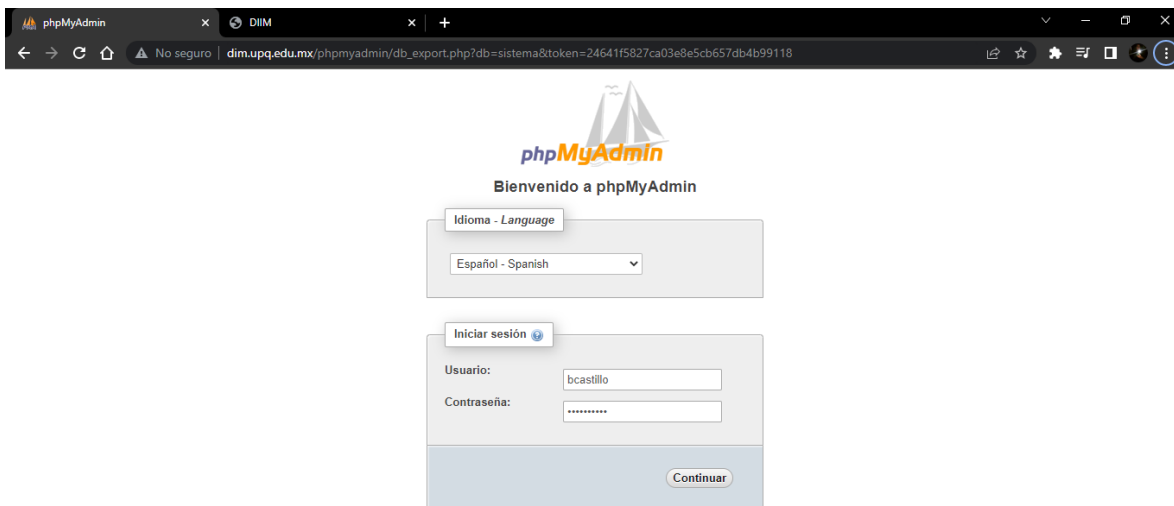 phpMyAdmin
DIIM
No seguro
dim.upq.edu.mx/phpmyadmin/db_export.php?db=sistema&token=24641f5827ca03e8e5cb657db4b99118
phpMyAdmin
Bienvenido a phpMyAdmin
Idioma - Language
Español - Spanish
Iniciar sesión
Usuario:
bcastillo
Contraseña:
••••••••••
Continuar